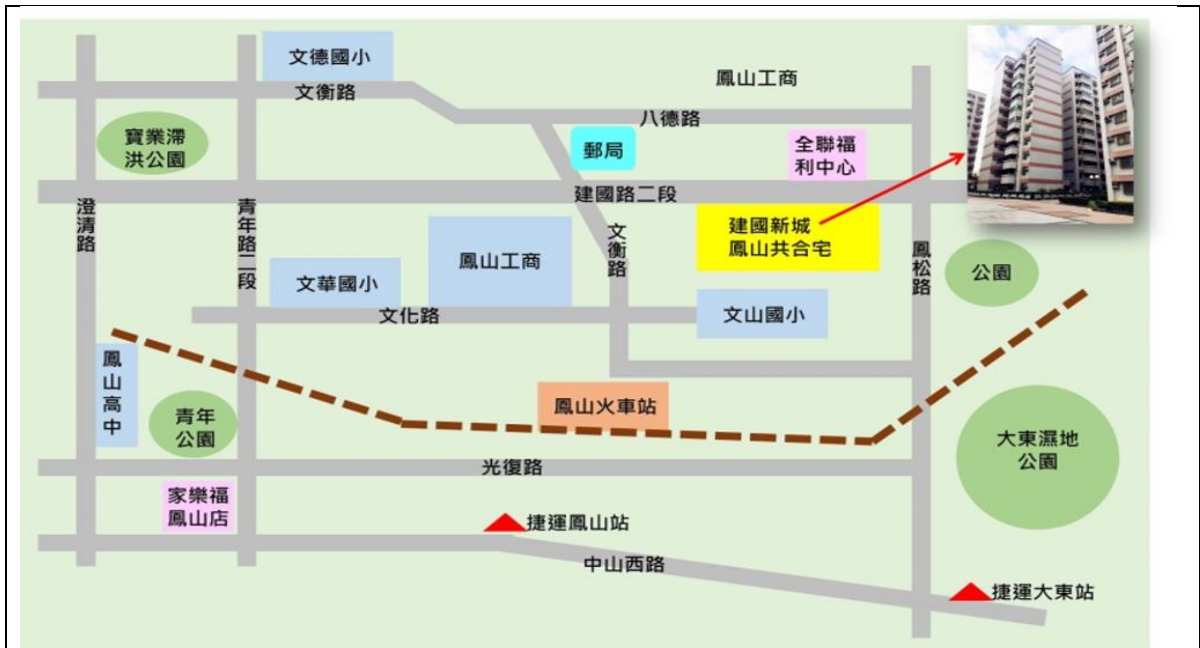 文德國小
文衡路
鳳山工商
八德路
寶業滯
洪公園
郵局
全聯福
利中心
建國路二段
澄清路
青年路二段
文衡路
建國新城
鳳山共合宅
鳳松路
鳳山工商
公園
文華國小
文化路
文山國小
鳳山高中
青年
公園
鳳山火車站
大東濕地
公園
光復路
家樂福
鳳山店
捷運鳳山站
中山西路
捷運大東站